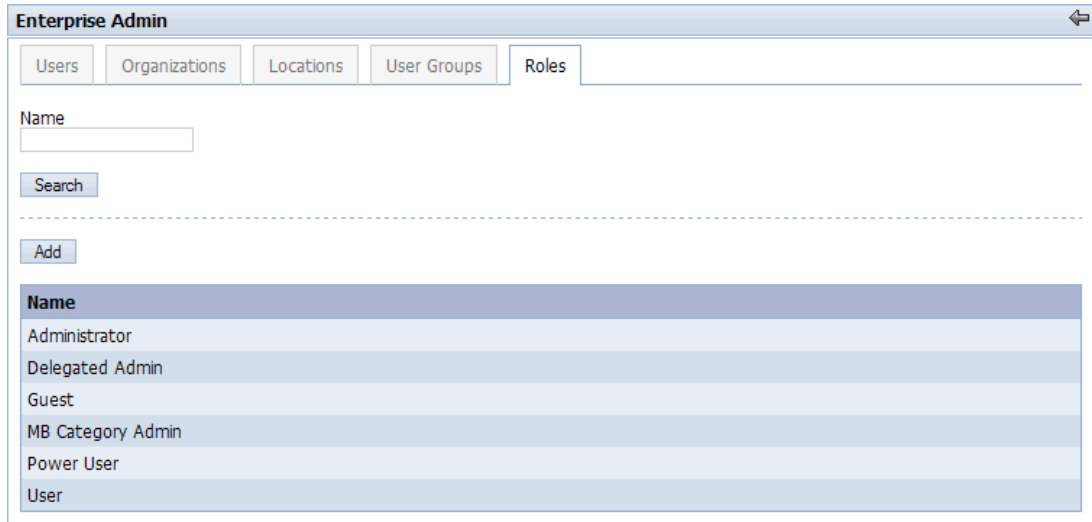 Enterprise Admin
Users Organizations Locations User Groups Roles
Name
Search
Add
Name
Administrator
Delegated Admin
Guest
MB Category Admin
Power User
User